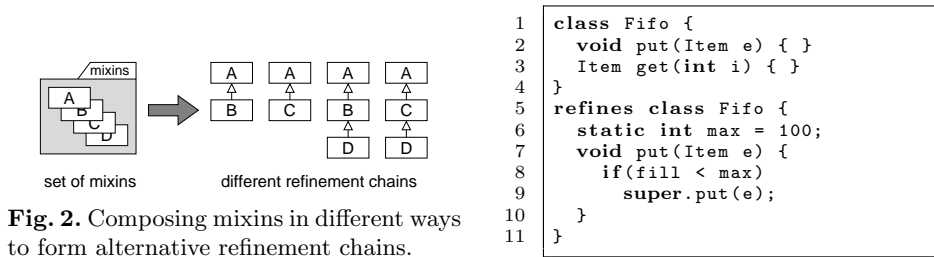 mixins
A
B
C
D
A A A A
B C B C
D D
set of mixins different refinement chains
Fig. 2. Composing mixins in different ways
to form alternative refinement chains.
1 class Fifo {
2 void put(Item e) { }
3 Item get(int i) { }
4 }
5 refines class Fifo {
6 static int max = 100;
7 void put(Item e) {
8 if(fill < max)
9 super.put(e);
10 }
11 }